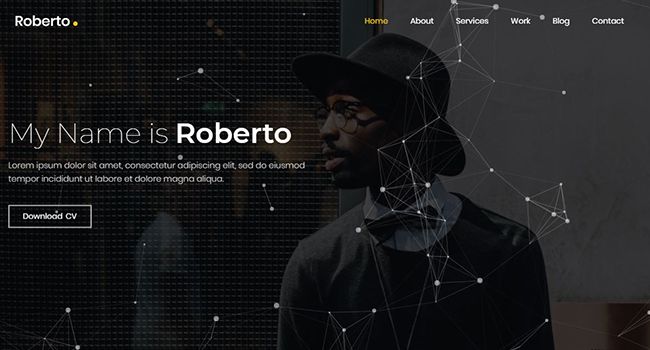 Roberto
Home About Services Work Blog Contact
My Name is Roberto
Lorem ipsum dolor sit amet, consectetur adipiscing elit, sed do eiusmod
tempor incididunt ut labore et dolore magna aliqua.
Download CV